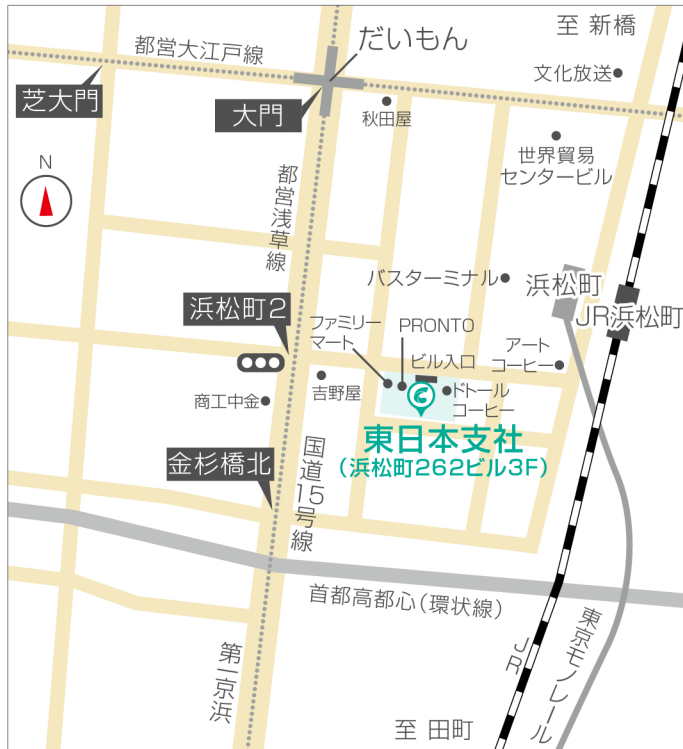 至 新橋
だいもん
都営大江戸線
文化放送
芝大門
大門
秋田屋
世界貿易
センタービル
N
都営浅草線
バスターミナル
浜松町
JR浜松町
浜松町2
ファミリー
マート
PRONTO
ビル入口
アート
コーヒー
吉野屋
商工中金
ドトール
コーヒー
C
東日本支社
(浜松町262ビル3F)
金杉橋北
国道15号線
首都高都心(環状線)
JR
東京モノレール
第一京浜
至 田町